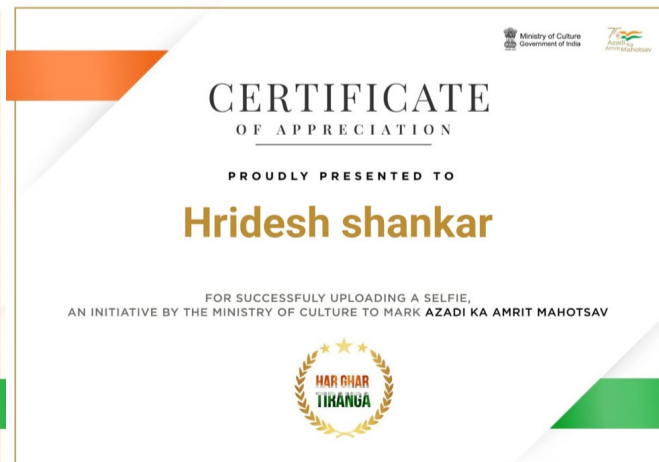 Ministry of Culture
Government of India
75
Azadi Ka
Amrit Mahotsav
CERTIFICATE
OF APPRECIATION
PROUDLY PRESENTED TO
Hridesh shankar
FOR SUCCESSFULY UPLOADING A SELFIE,
AN INITIATIVE BY THE MINISTRY OF CULTURE TO MARK AZADI KA AMRIT MAHOTSAV
HAR GHAR
TIRANGA